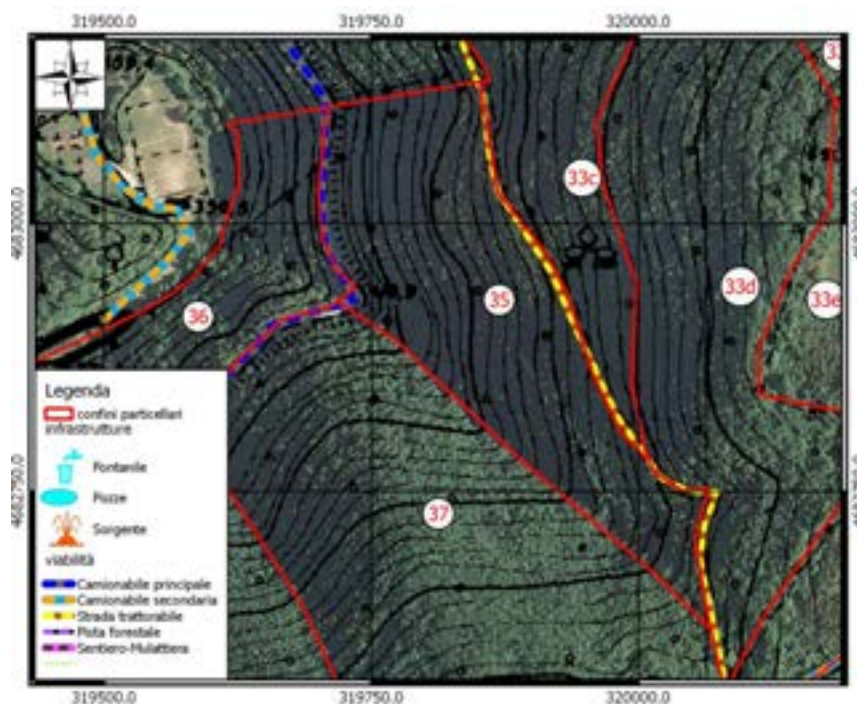 319500.0 319750.0 320000.0
33c
4683000.0
35
36
33d
33e
Legenda
confini particellari
infrastrutture
Fontanile
Pozze
Sorgente
viabilità
Camionabile principale
Camionabile secondaria
Strada trattorabile
Pista forestale
Sentiero-Mulattiera
4682750.0
37
319500.0 319750.0 320000.0